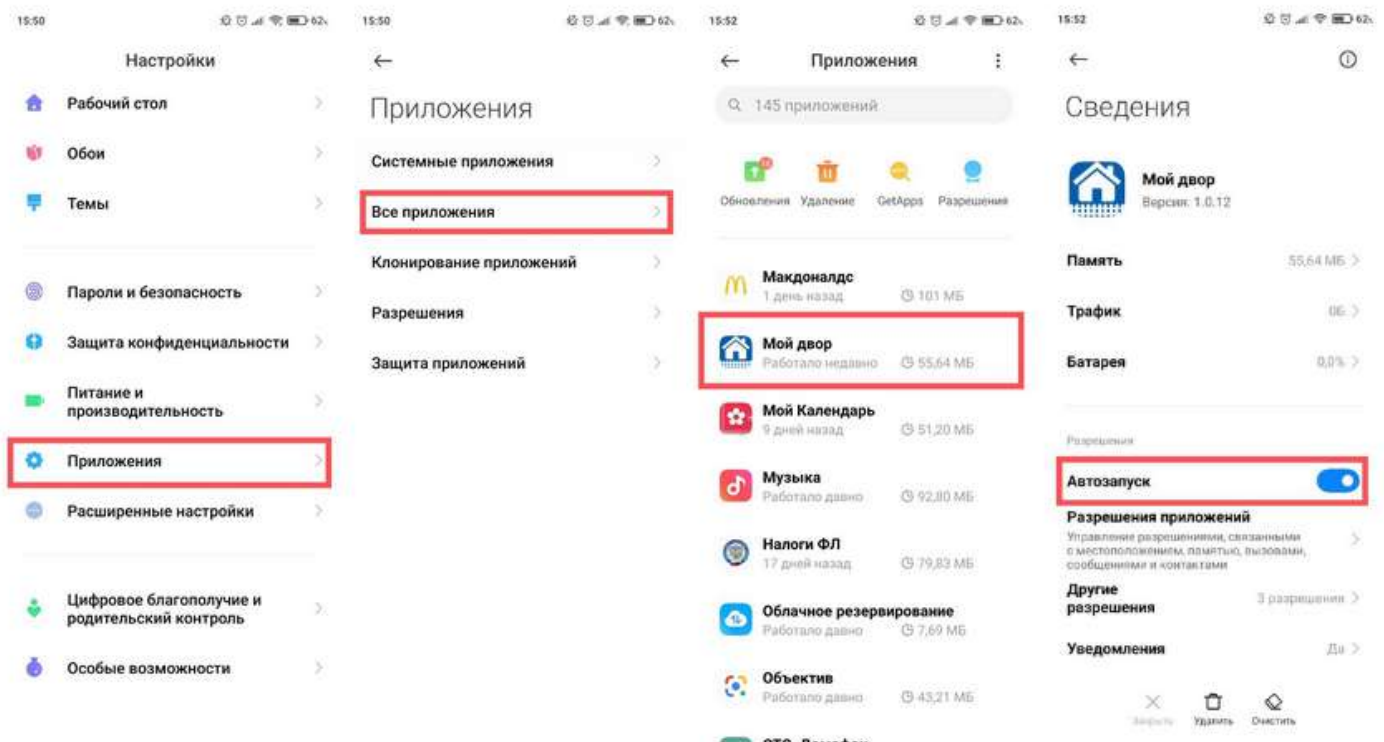 15:50
62%
Настройки
Рабочий стол
Обои
Темы
Пароли и безопасность
Защита конфиденциальности
Питание и
производительность
Приложения
Расширенные настройки
Цифровое благополучие и
родительский контроль
Особые возможности
15:50
62%
Приложения
Системные приложения
Все приложения
Клонирование приложений
Разрешения
Защита приложений
15:52
62%
Приложения
145 приложений
Обновления Удаление GetApps Разрешения
Макдоналдс
1 день назад 101 МБ
Мой двор
Работало недавно 55,64 МБ
Мой Календарь
9 дней назад 51,20 МБ
Музыка
Работало давно 92,80 МБ
Налоги ФЛ
17 дней назад 79,83 МБ
Облачное резервирование
Работало давно 7,69 МБ
Объектив
Работало давно 43,21 МБ
15:52
62%
Сведения
Мой двор
Версия: 1.0.12
Память 55,64 МБ
Трафик 0Б
Батарея 0,0%
Разрешения
Автозапуск
Разрешения приложений
Управление разрешениями, связанными
с местоположением, памятью, вызовами,
сообщениями и контактами
Другие
разрешения
3 разрешения
Уведомления Да
Закрыть Удалить Очистить